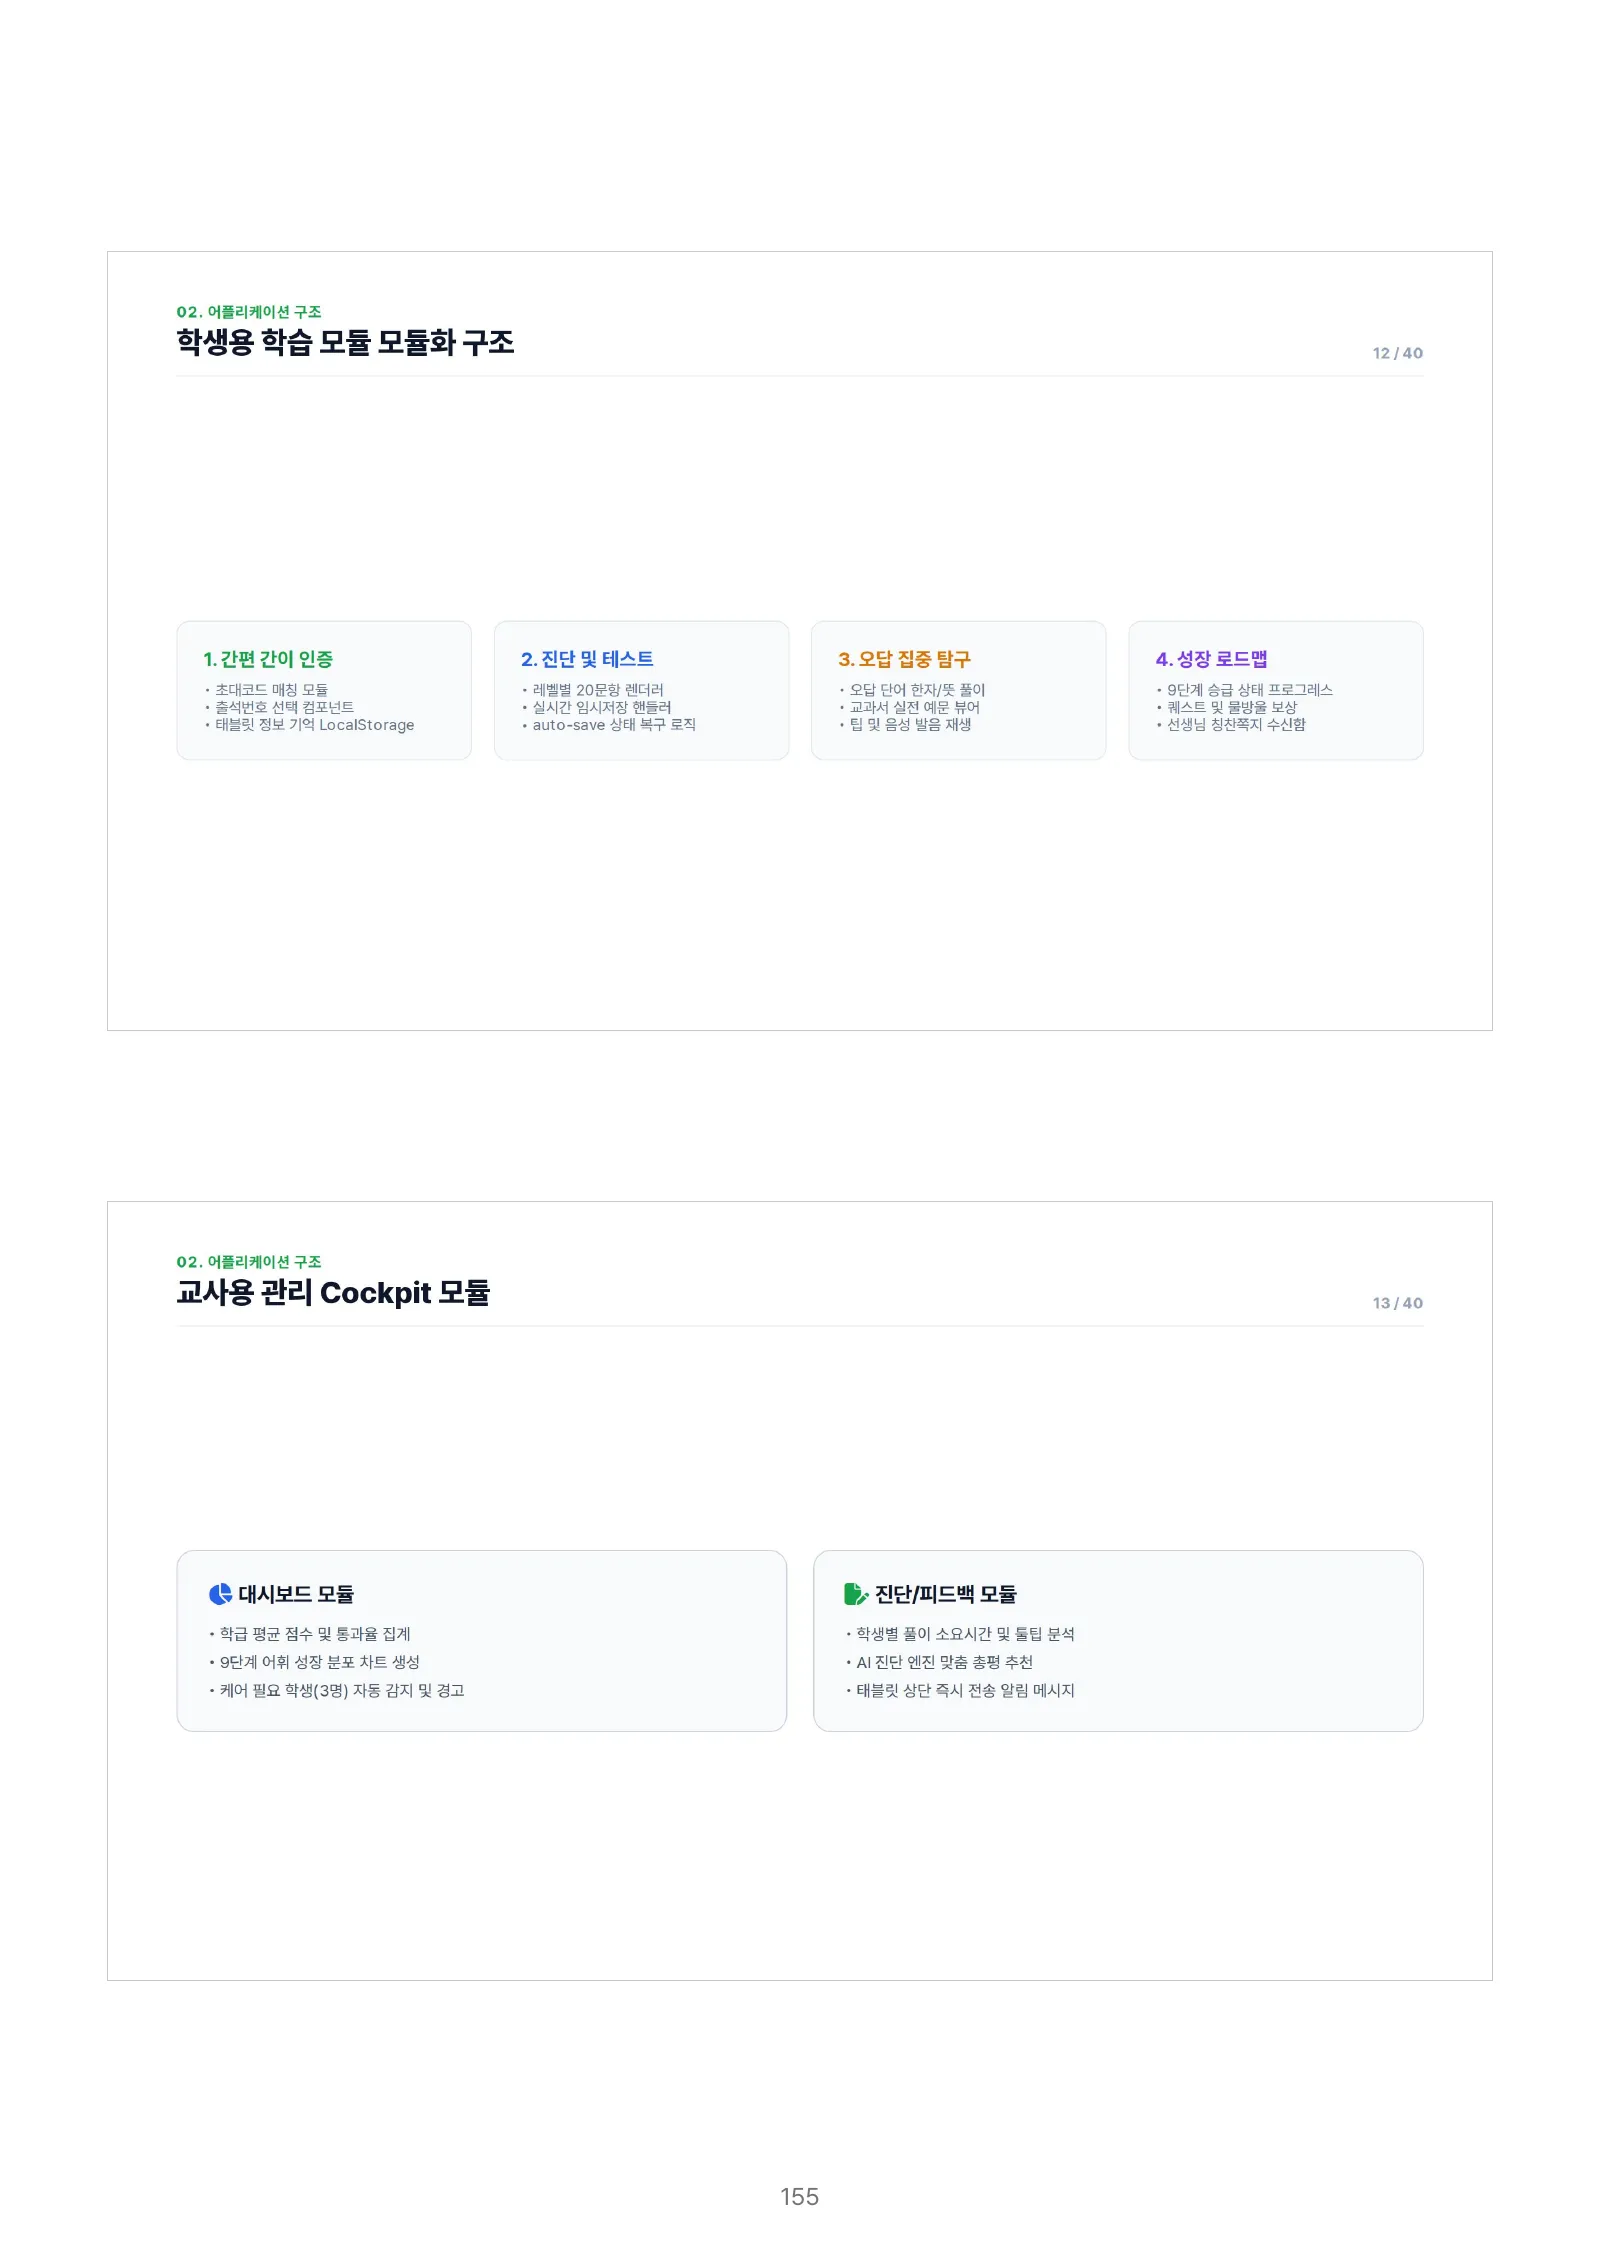 02. 어플리케이션 구조
학생용 학습 모듈 모듈화 구조
12 / 40
1. 간편 간이 인증
• 초대코드 매칭 모듈
• 출석번호 선택 컴포넌트
• 태블릿 정보 기억 LocalStorage
2. 진단 및 테스트
• 레벨별 20문항 렌더러
• 실시간 임시저장 핸들러
• auto-save 상태 복구 로직
3. 오답 집중 탐구
• 오답 단어 한자/뜻 풀이
• 교과서 실전 예문 뷰어
• 팁 및 음성 발음 재생
4. 성장 로드맵
• 9단계 승급 상태 프로그레스
• 퀘스트 및 물방울 보상
• 선생님 칭찬쪽지 수신함
02. 어플리케이션 구조
교사용 관리 Cockpit 모듈
13 / 40
대시보드 모듈
• 학급 평균 점수 및 통과율 집계
• 9단계 어휘 성장 분포 차트 생성
• 케어 필요 학생(3명) 자동 감지 및 경고
진단/피드백 모듈
• 학생별 풀이 소요시간 및 툴팁 분석
• AI 진단 엔진 맞춤 총평 추천
• 태블릿 상단 즉시 전송 알림 메시지
155